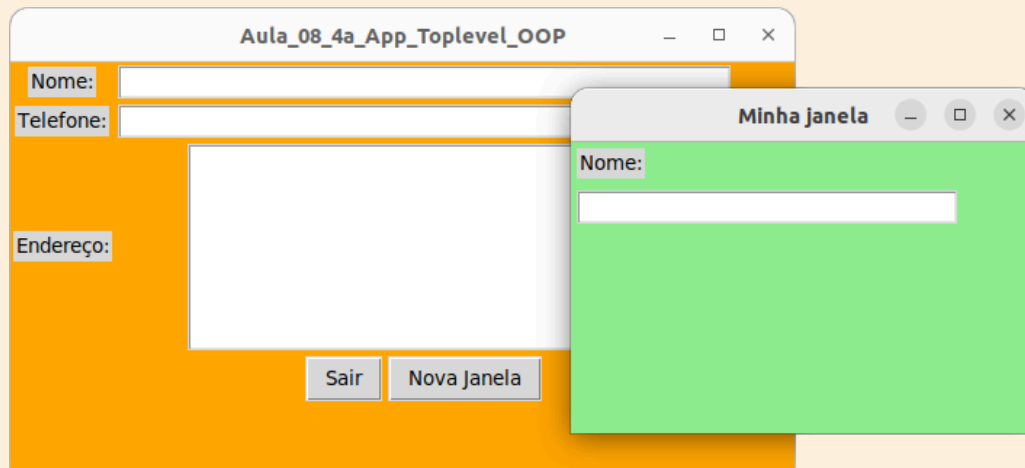 Aula_08_4a_App_Toplevel_OOP
Nome:
Telefone:
Endereço:
Sair Nova Janela
Minha janela
Nome: